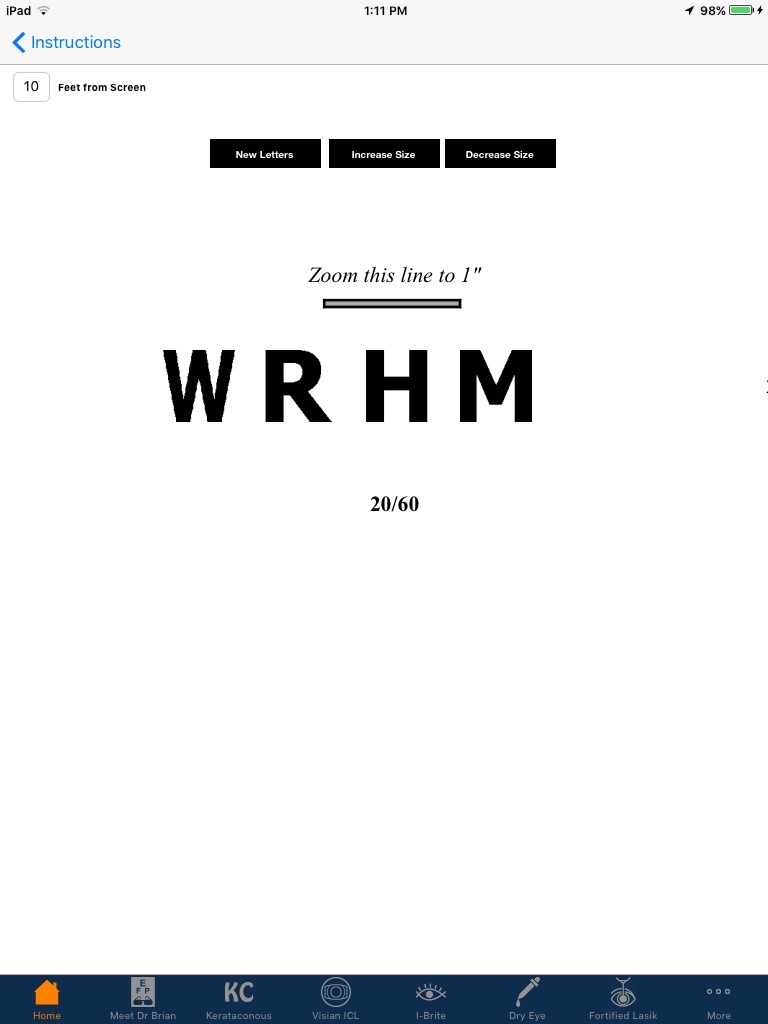 iPad 1:11 PM 98%
Instructions
10 Feet from Screen
New Letters Increase Size Decrease Size
Zoom this line to 1"
W R H M
20/60
E
F P
KC
Home Meet Dr Brian Kerataconous Visian ICL I-Brite Dry Eye Fortified Lasik More